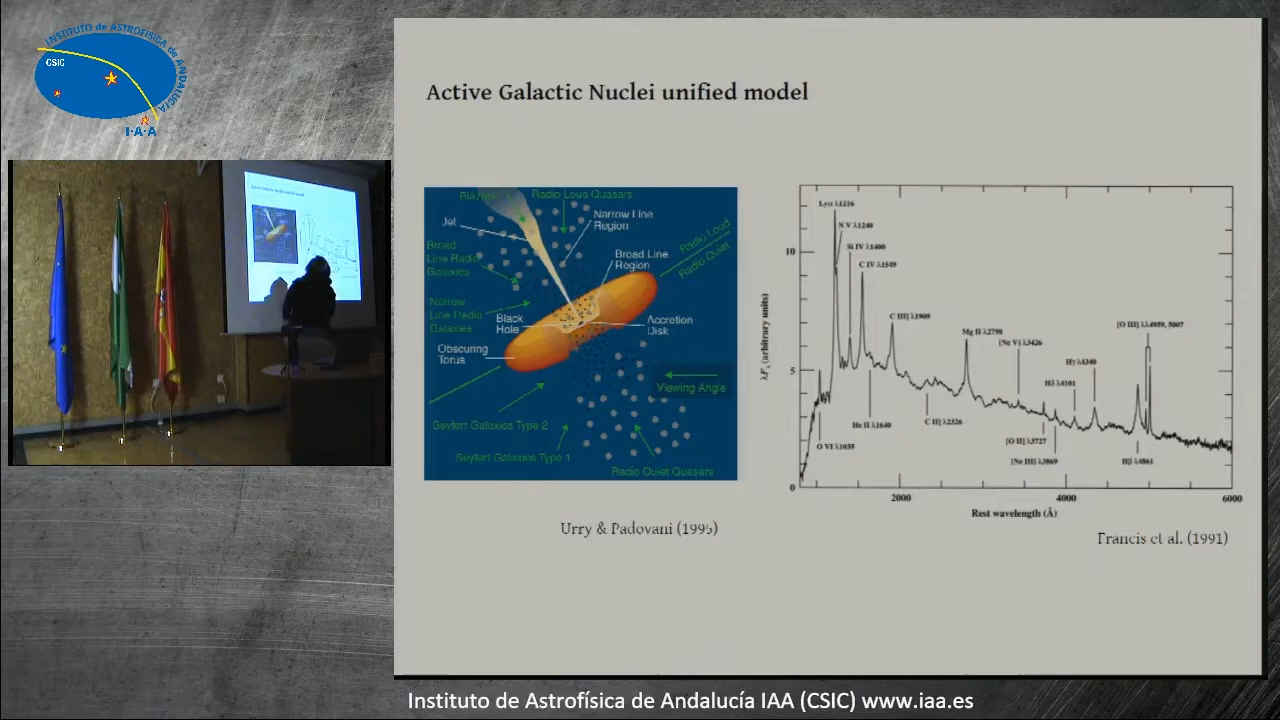 INSTITUTO de ASTROFÍSICA de ANDALUCÍA
CSIC
I·A·A
Active Galactic Nuclei unified model
Blazars
Radio Loud Quasars
Jet
Narrow Line
Region
Broad
Line Radio
Galaxies
Radio Loud
Radio Quiet
Broad Line
Region
Narrow
Line Radio
Galaxies
Black
Hole
Accretion
Disk
Obscuring
Torus
Viewing Angle
Seyfert Galaxies Type 2
Seyfert Galaxies Type 1
Radio Quiet Quasars
Urry & Padovani (1995)
Lyα λ1216
N V λ1240
Si IV λ1400
C IV λ1549
C III] λ1909
Mg II λ2798
[Ne V] λ3426
[O III] λλ4959, 5007
Hγ λ4340
Hδ λ4101
He II λ1640
C II] λ2326
[O II] λ3727
[Ne III] λ3869
O VI λ1035
Hβ λ4861
λFλ (arbitrary units)
10
5
0
2000
4000
6000
Rest wavelength (Å)
Francis et al. (1991)
Instituto de Astrofísica de Andalucía IAA (CSIC) www.iaa.es